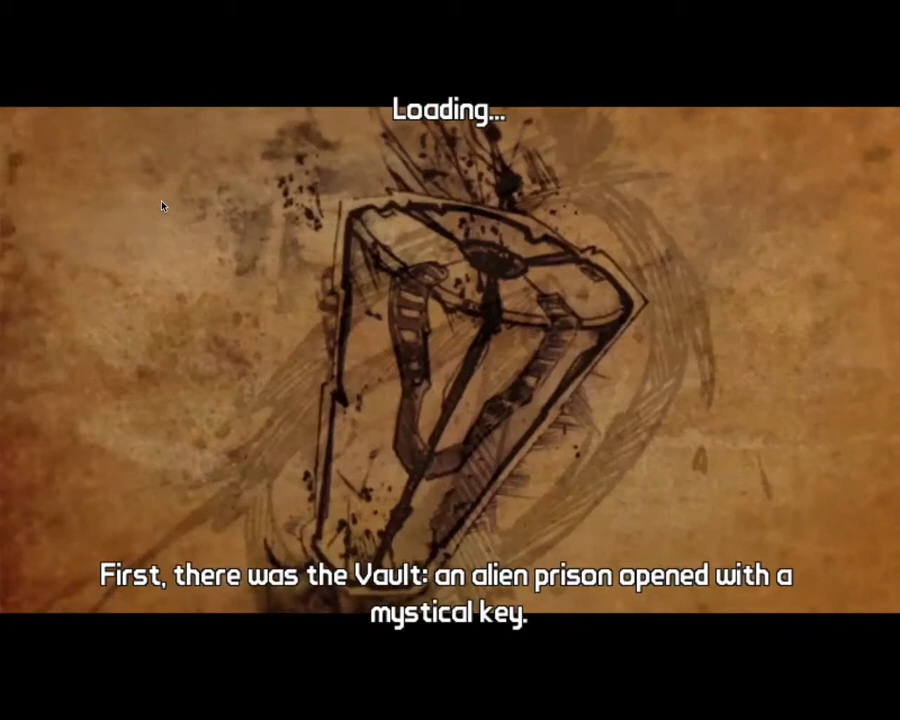 Loading...
First, there was the Vault: an alien prison opened with a
mystical key.